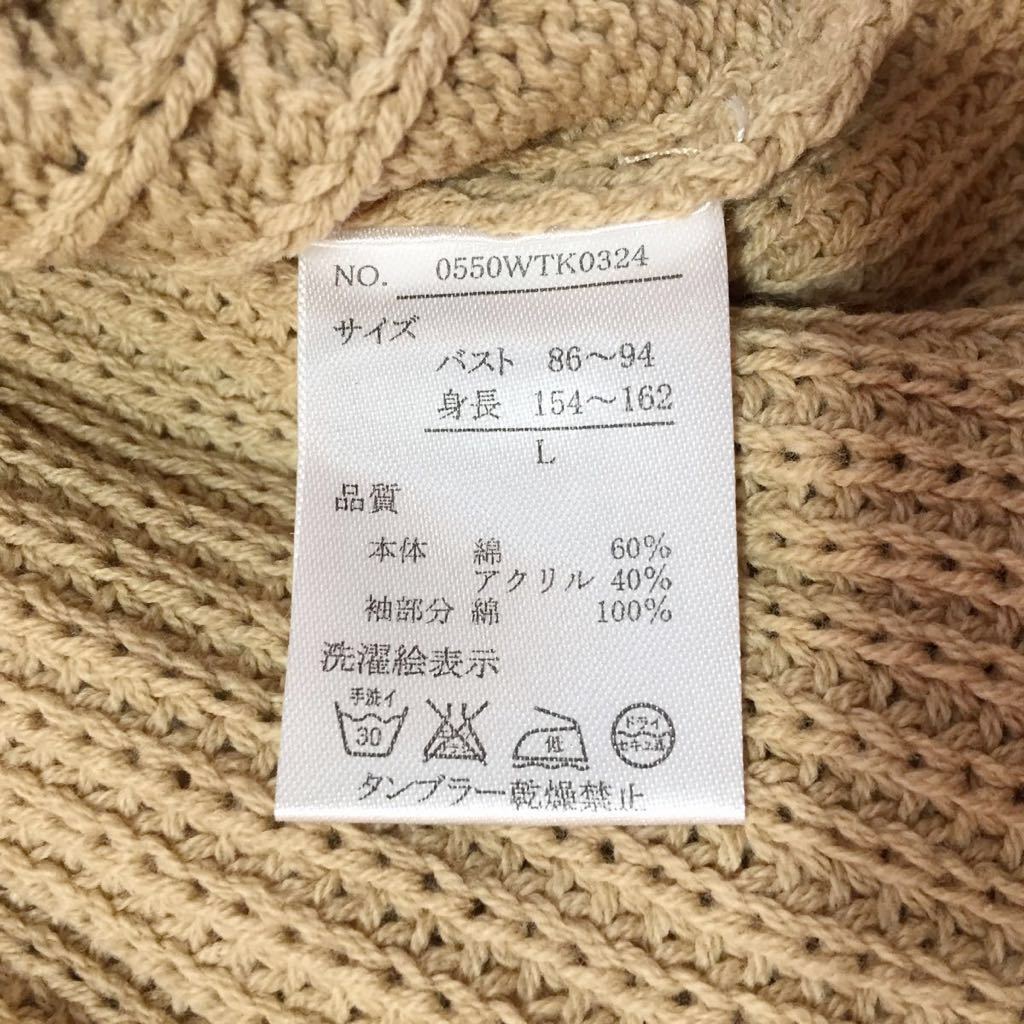 NO. 0550WTK0324
サイズ
バスト 86～94
身長 154～162
L
品質
本体 綿 60%
アクリル 40%
袖部分 綿 100%
洗濯絵表示
手洗イ
30
低
ドライ
セキユ系
タンブラー乾燥禁止